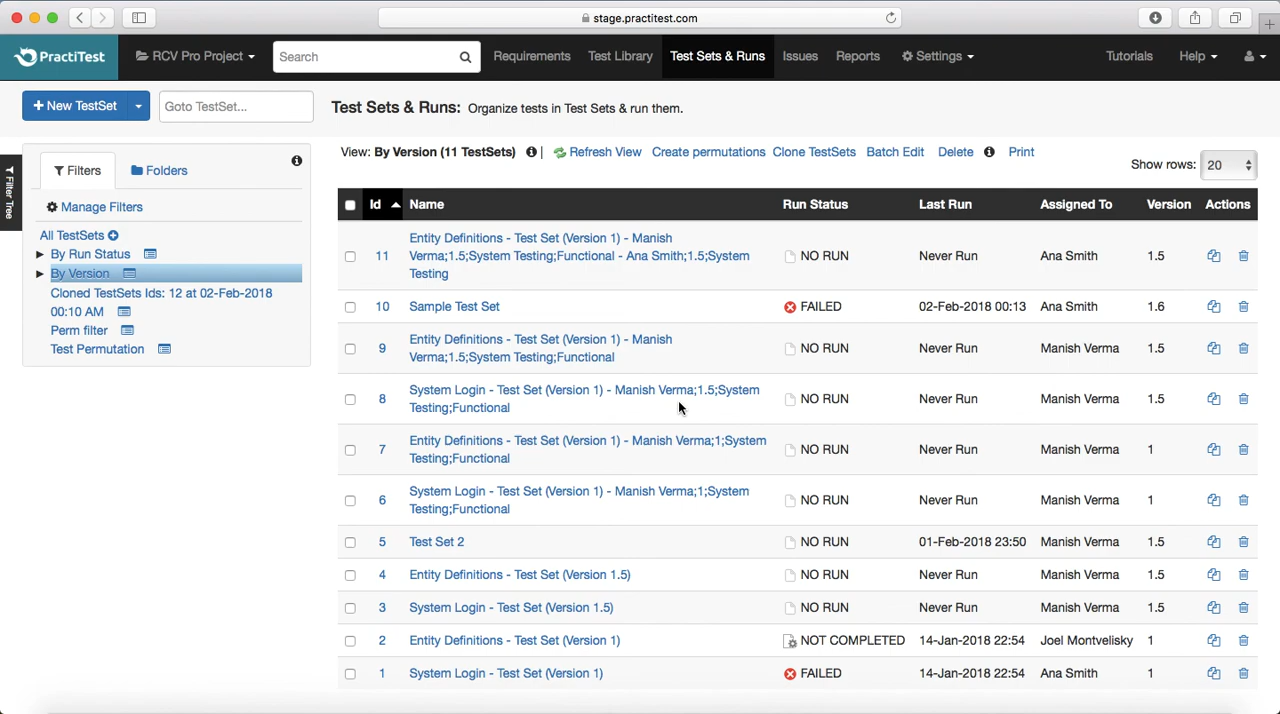 stage.practitest.com
PractiTest RCV Pro Project Search Requirements Test Library Test Sets & Runs Issues Reports Settings Tutorials Help
+ New TestSet Goto TestSet... Test Sets & Runs: Organize tests in Test Sets & run them.
Filter Tree
Filters Folders
Manage Filters
All TestSets
By Run Status
By Version
Cloned TestSets Ids: 12 at 02-Feb-2018
00:10 AM
Perm filter
Test Permutation
View: By Version (11 TestSets) | Refresh View Create permutations Clone TestSets Batch Edit Delete Print
Show rows: 20
Id Name Run Status Last Run Assigned To Version Actions
11 Entity Definitions - Test Set (Version 1) - Manish
Verma;1.5;System Testing;Functional - Ana Smith;1.5;System
Testing
NO RUN Never Run Ana Smith 1.5
10 Sample Test Set FAILED 02-Feb-2018 00:13 Ana Smith 1.6
9 Entity Definitions - Test Set (Version 1) - Manish
Verma;1.5;System Testing;Functional
NO RUN Never Run Manish Verma 1.5
8 System Login - Test Set (Version 1) - Manish Verma;1.5;System
Testing;Functional
NO RUN Never Run Manish Verma 1.5
7 Entity Definitions - Test Set (Version 1) - Manish Verma;1;System
Testing;Functional
NO RUN Never Run Manish Verma 1
6 System Login - Test Set (Version 1) - Manish Verma;1;System
Testing;Functional
NO RUN Never Run Manish Verma 1
5 Test Set 2 NO RUN 01-Feb-2018 23:50 Manish Verma 1.5
4 Entity Definitions - Test Set (Version 1.5) NO RUN Never Run Manish Verma 1.5
3 System Login - Test Set (Version 1.5) NO RUN Never Run Manish Verma 1.5
2 Entity Definitions - Test Set (Version 1) NOT COMPLETED 14-Jan-2018 22:54 Joel Montvelisky 1
1 System Login - Test Set (Version 1) FAILED 14-Jan-2018 22:54 Ana Smith 1